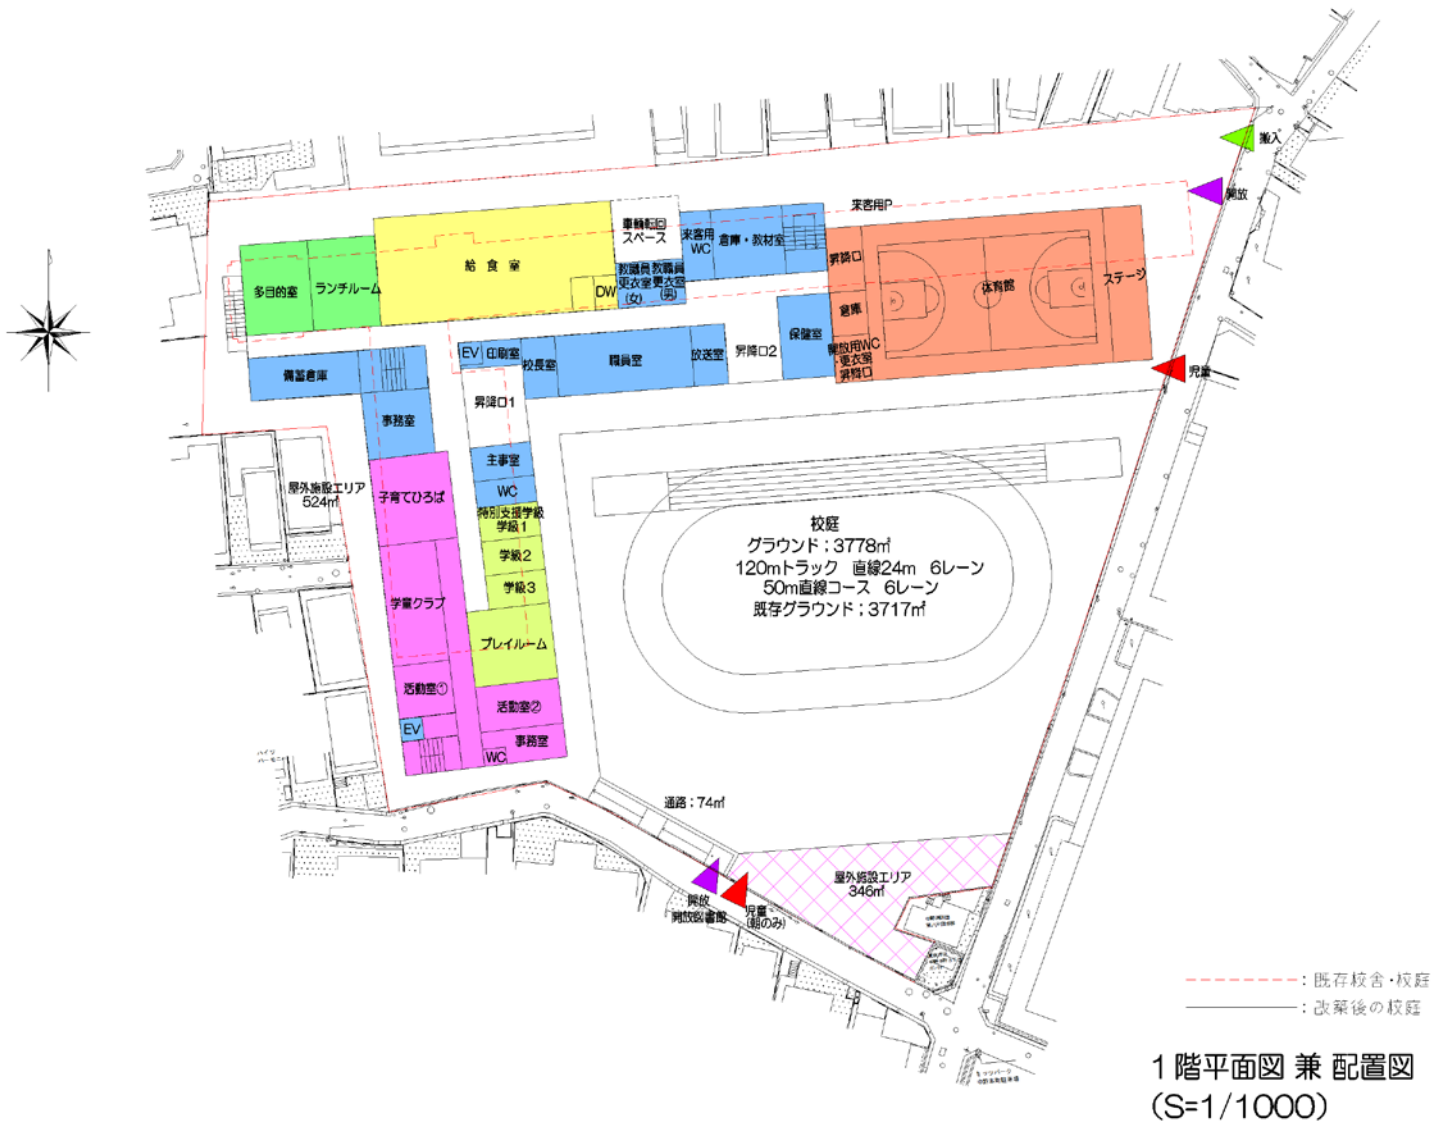 搬入
開放
来客用P
車輌転回
スペース
来客用
WC
倉庫・教材室
昇降口
体育館
ステージ
給食室
DW
教職員
更衣室
(女)
教職員
更衣室
(男)
多目的室
ランチルーム
倉庫
保健室
開放用WC
・更衣室
昇降口
児童
EV
印刷室
校長室
職員室
放送室
昇降口2
備蓄倉庫
事務室
昇降口1
主事室
WC
屋外施設エリア
524㎡
子育てひろば
特別支援学級
学級1
学級2
学級3
学童クラブ
プレイルーム
活動室①
活動室②
EV
事務室
WC
校庭
グラウンド：3778㎡
120mトラック 直線24m 6レーン
50m直線コース 6レーン
既存グラウンド：3717㎡
通路：74㎡
屋外施設エリア
346㎡
開放
開放図書館
児童
(朝のみ)
：既存校舎・校庭
：改築後の校庭
1階平面図 兼 配置図
(S=1/1000)